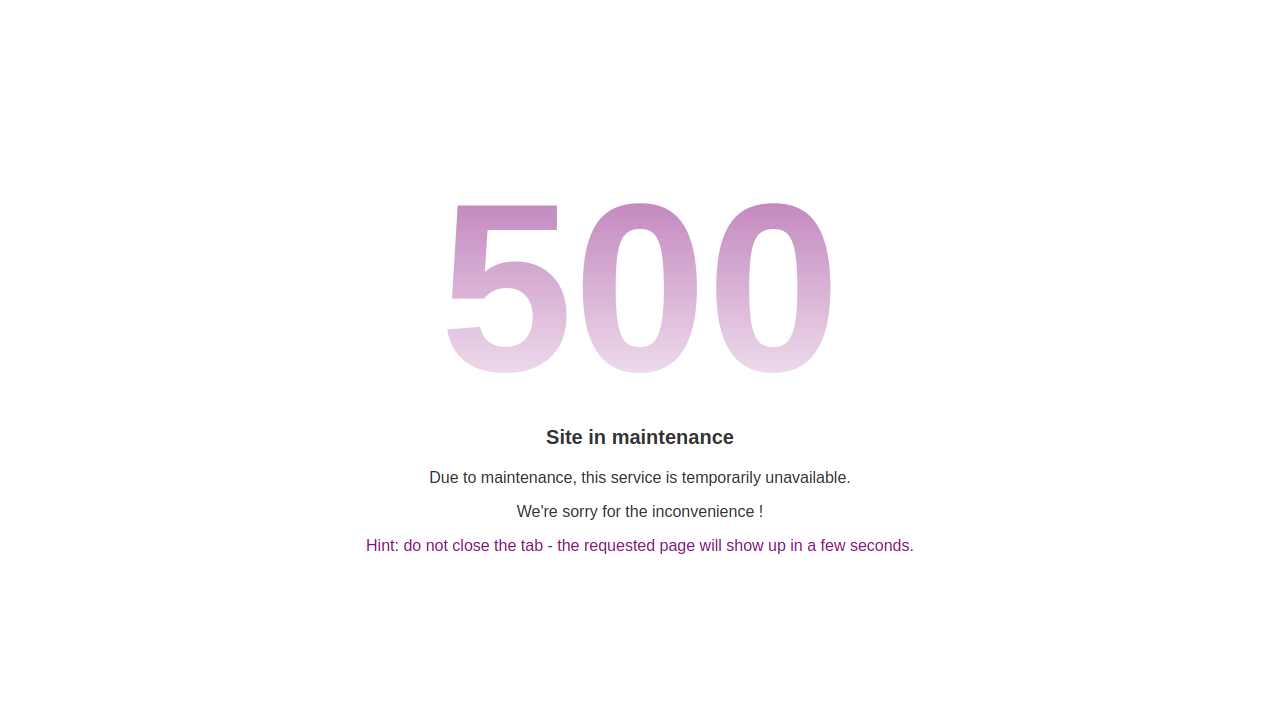 500
Site in maintenance
Due to maintenance, this service is temporarily unavailable.
We're sorry for the inconvenience !
Hint: do not close the tab - the requested page will show up in a few seconds.